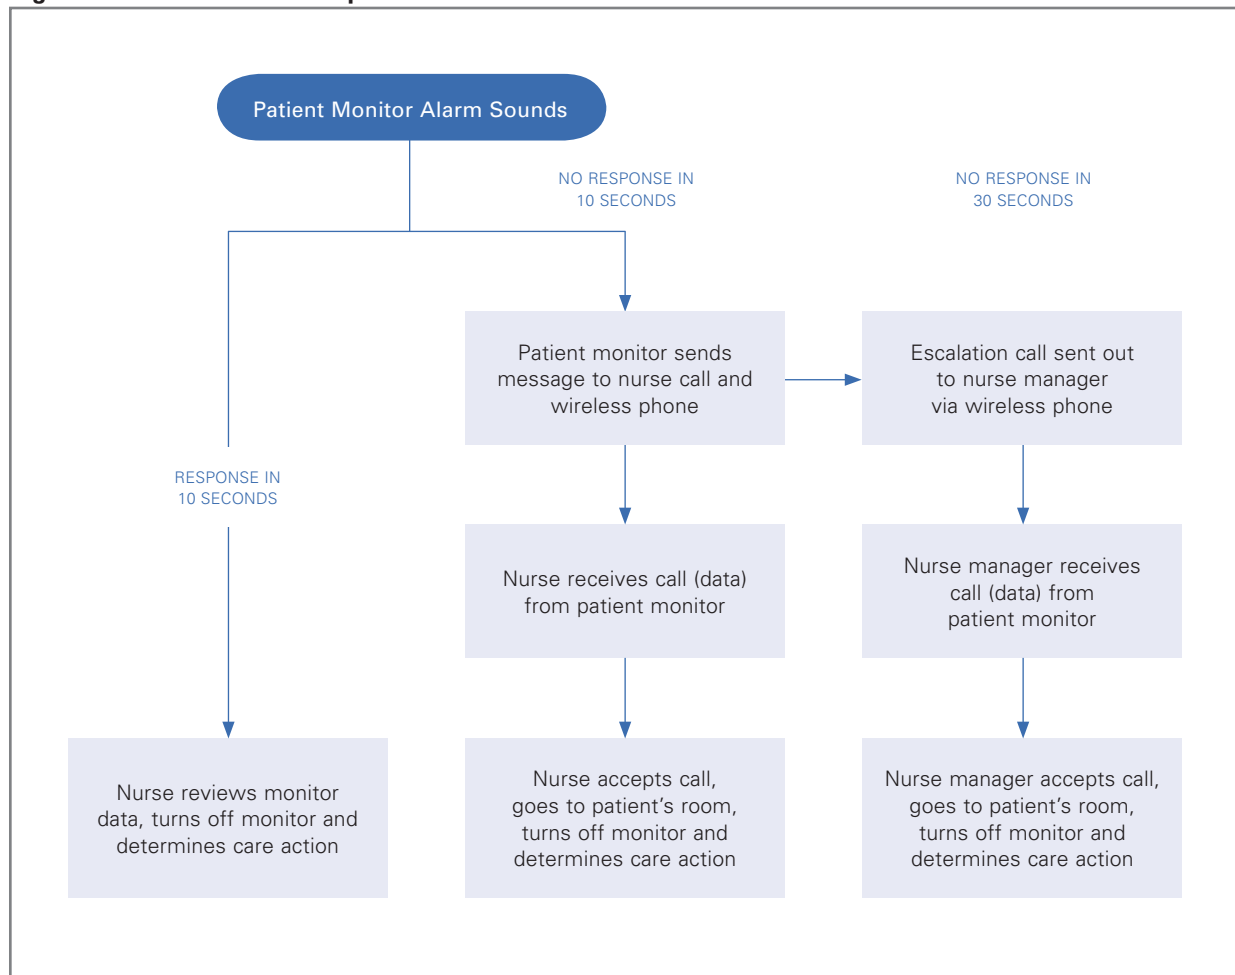 Patient Monitor Alarm Sounds
NO RESPONSE IN
10 SECONDS
NO RESPONSE IN
30 SECONDS
Patient monitor sends
message to nurse call and
wireless phone
Escalation call sent out
to nurse manager
via wireless phone
RESPONSE IN
10 SECONDS
Nurse receives call (data)
from patient monitor
Nurse manager receives
call (data) from
patient monitor
Nurse reviews monitor
data, turns off monitor and
determines care action
Nurse accepts call,
goes to patient’s room,
turns off monitor and
determines care action
Nurse manager accepts call,
goes to patient’s room,
turns off monitor and
determines care action